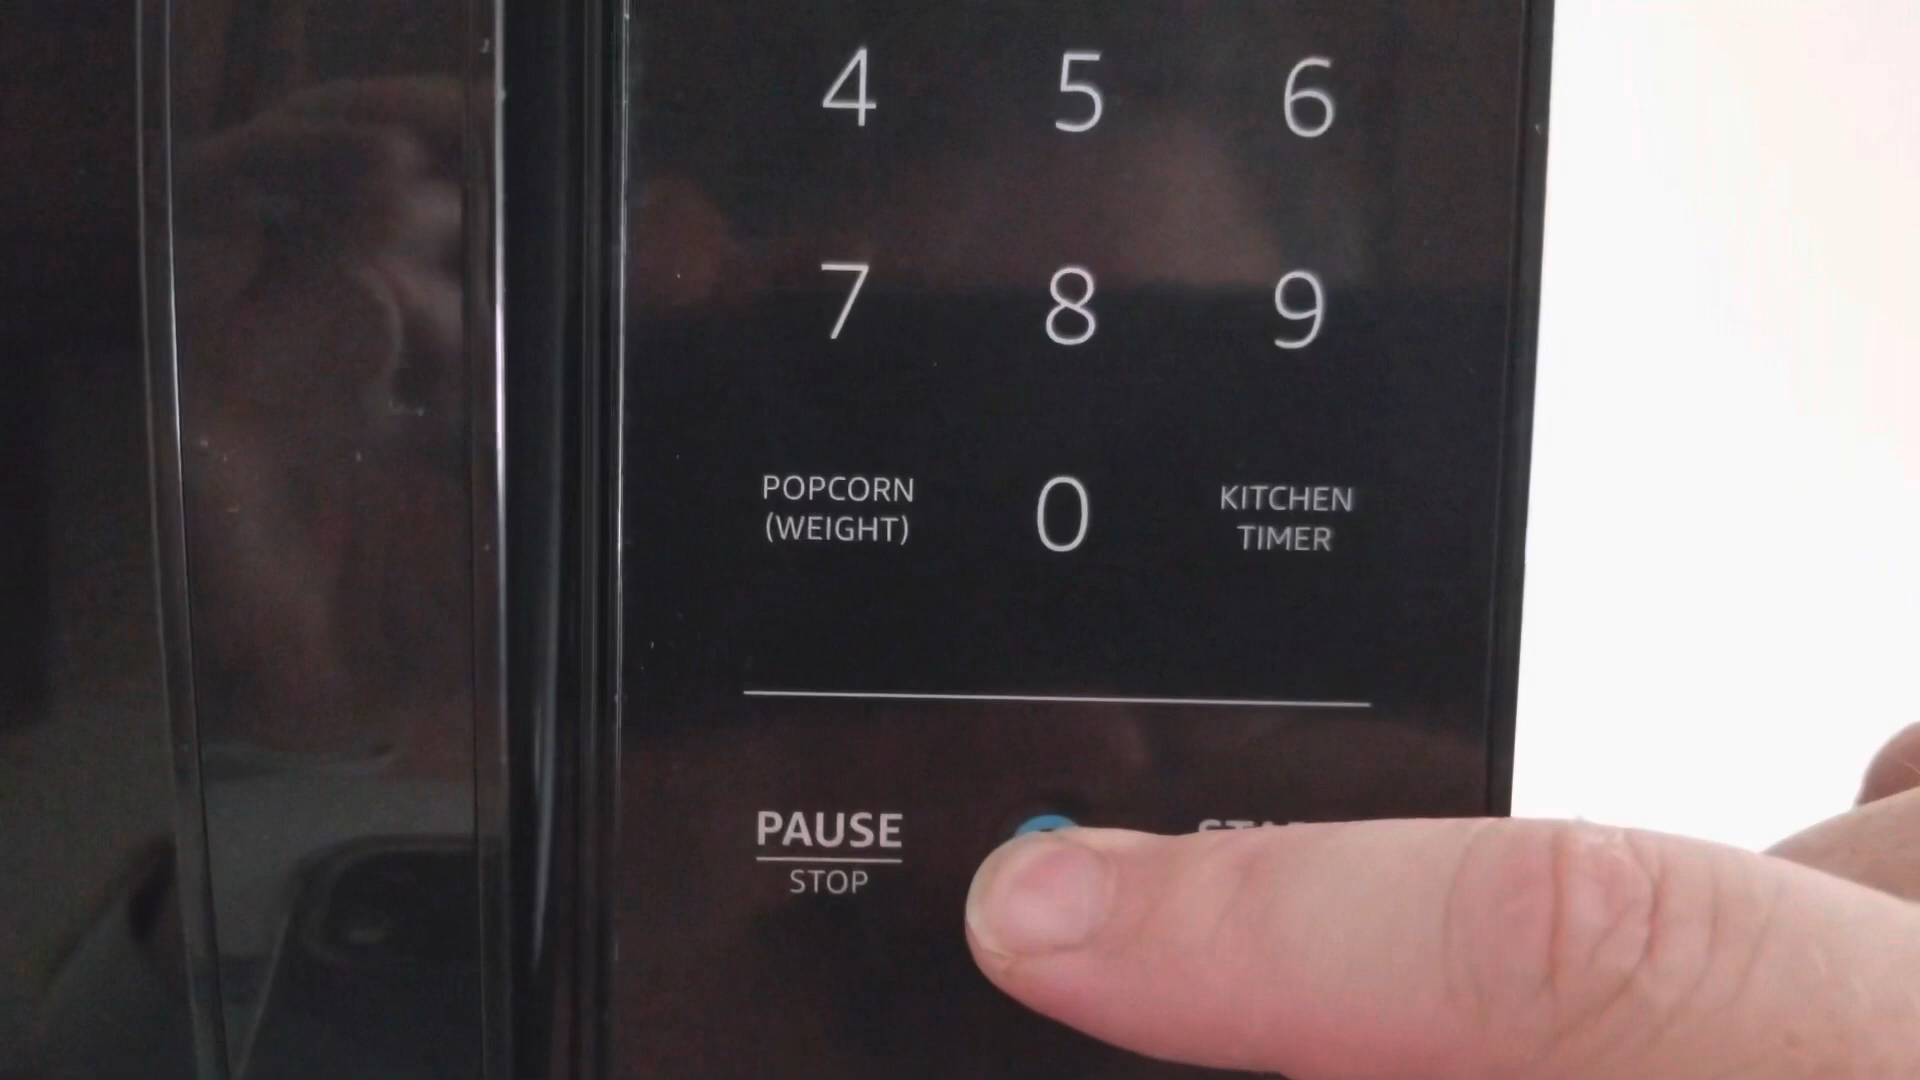 4 5 6
7 8 9
POPCORN
(WEIGHT)
0
KITCHEN
TIMER
PAUSE
STOP